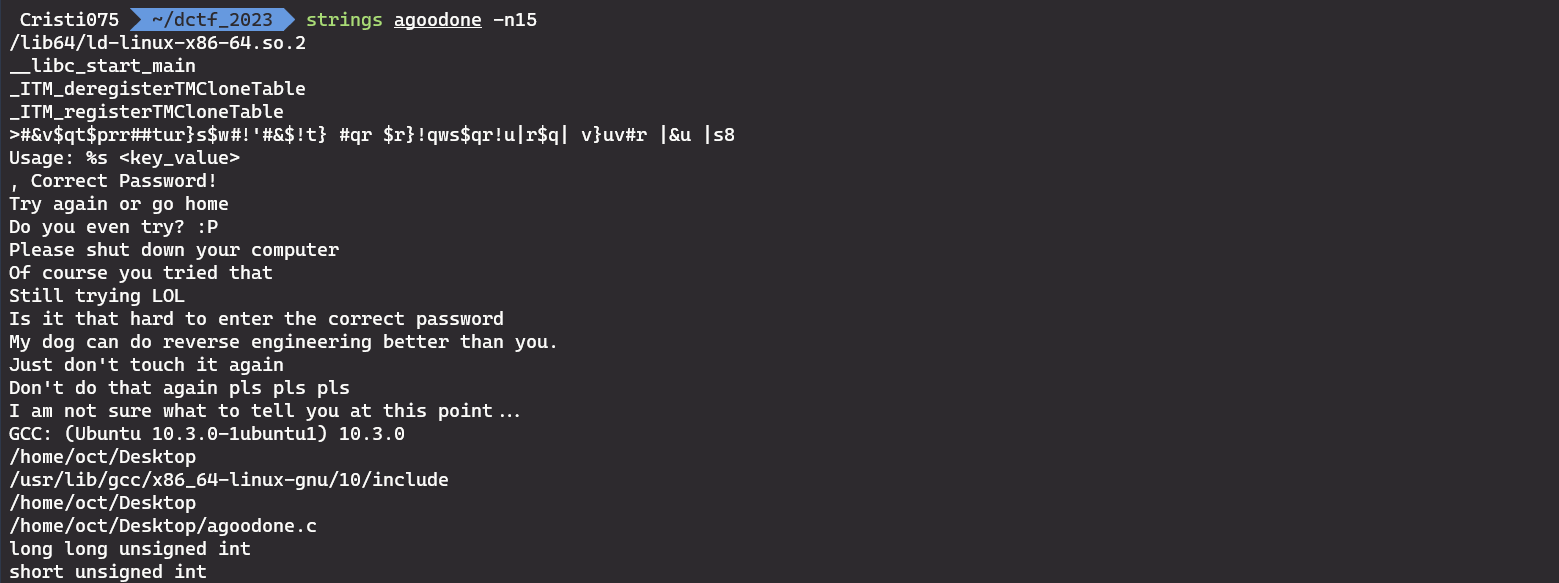 Cristi075 ~/dctf_2023 strings agoodone -n15
/lib64/ld-linux-x86-64.so.2
__libc_start_main
_ITM_deregisterTMCloneTable
_ITM_registerTMCloneTable
>#&v$qt$prr##tur}s$w#!'#&$!t} #qr $r}!qws$qr!u|r$q| v}uv#r |&u |s8
Usage: %s <key_value>
, Correct Password!
Try again or go home
Do you even try? :P
Please shut down your computer
Of course you tried that
Still trying LOL
Is it that hard to enter the correct password
My dog can do reverse engineering better than you.
Just don't touch it again
Don't do that again pls pls pls
I am not sure what to tell you at this point...
GCC: (Ubuntu 10.3.0-1ubuntu1) 10.3.0
/home/oct/Desktop
/usr/lib/gcc/x86_64-linux-gnu/10/include
/home/oct/Desktop
/home/oct/Desktop/agoodone.c
long long unsigned int
short unsigned int